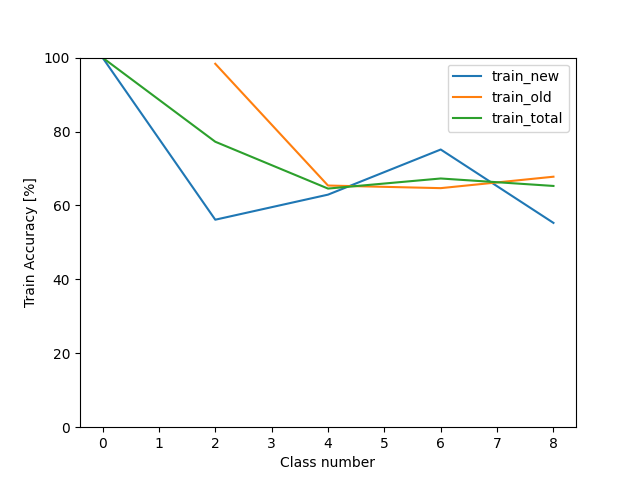 100
80
60
40
20
0
0 1 2 3 4 5 6 7 8
Train Accuracy [%]
Class number
train_new
train_old
train_total